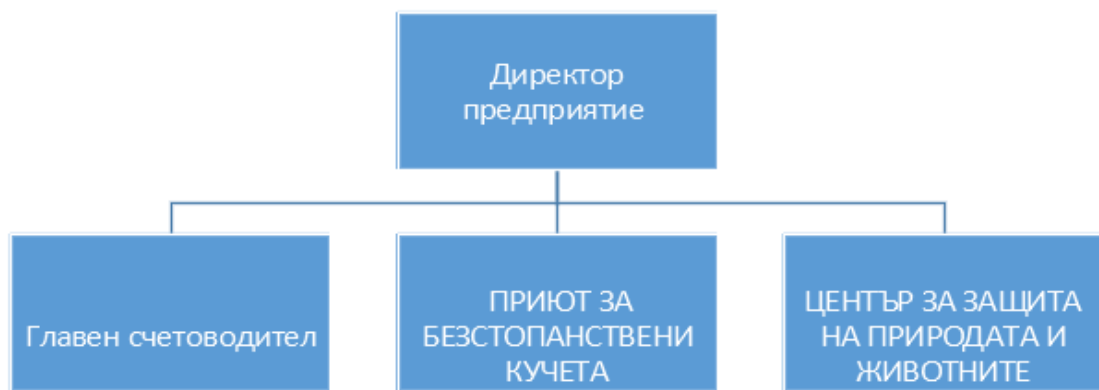 Директор
предприятие
Главен счетоводител
ПРИЮТ ЗА
БЕЗСТОПАНСТВЕНИ
КУЧЕТА
ЦЕНТЪР ЗА ЗАЩИТА
НА ПРИРОДАТА И
ЖИВОТНИТЕ